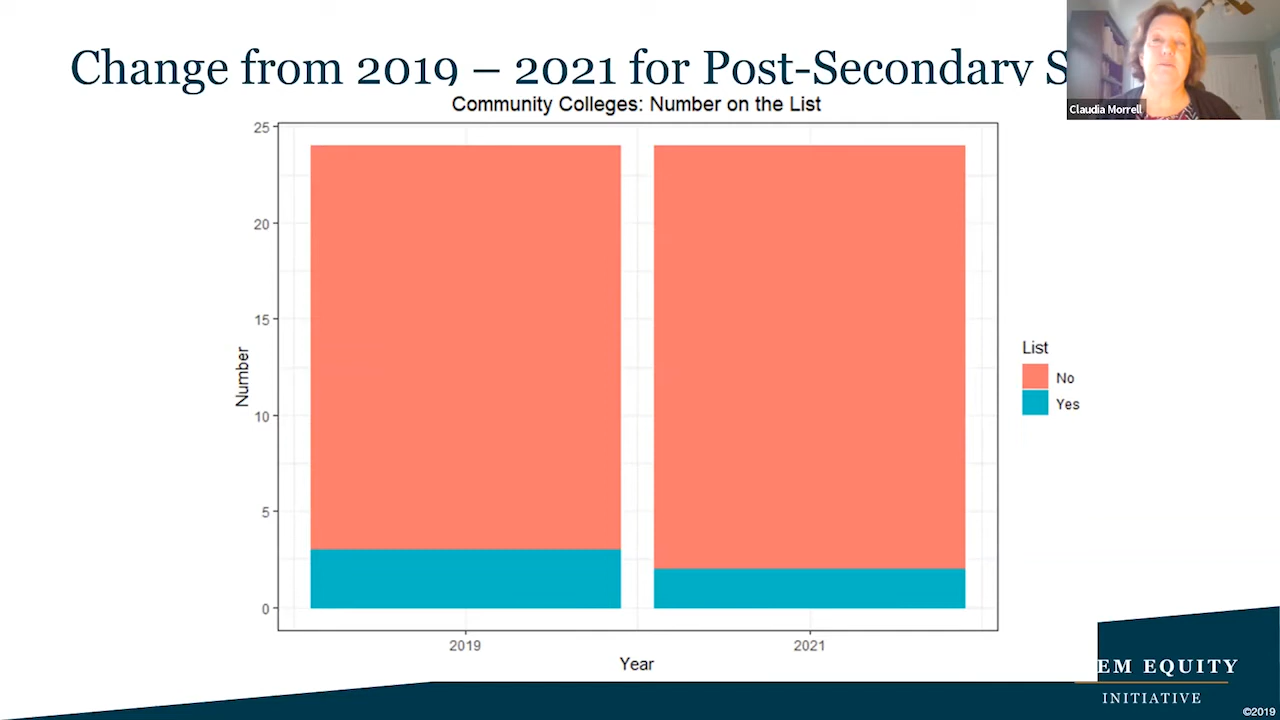 Change from 2019 – 2021 for Post-Secondary S
Claudia Morrell
Community Colleges: Number on the List
25
20
15
10
5
0
Number
2019
2021
Year
List
No
Yes
EM EQUITY
INITIATIVE
©2019